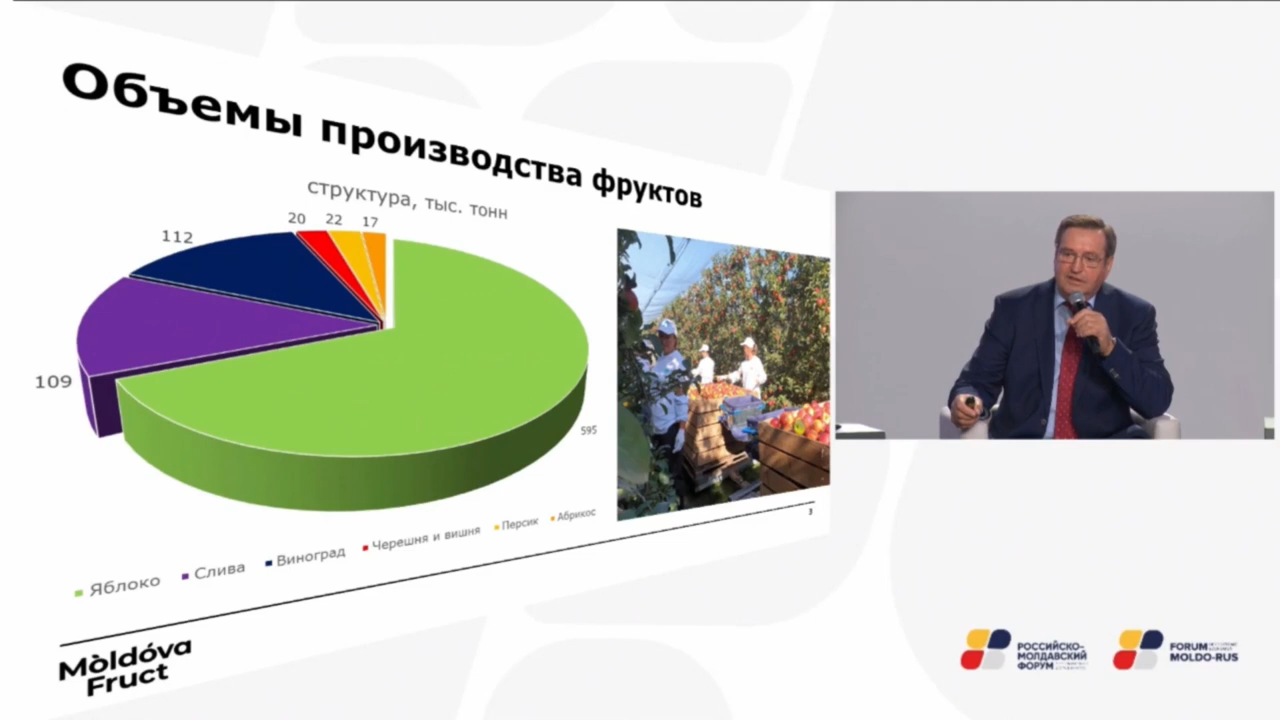 Объемы производства фруктов
структура, тыс. тонн
20 22 17
112
109
595
Яблоко Слива Виноград Черешня и вишня Персик Абрикос
3
Mòldóva
Fruct
РОССИЙСКО-
МОЛДАВСКИЙ
ФОРУМ
FORUM
MOLDO-RUS